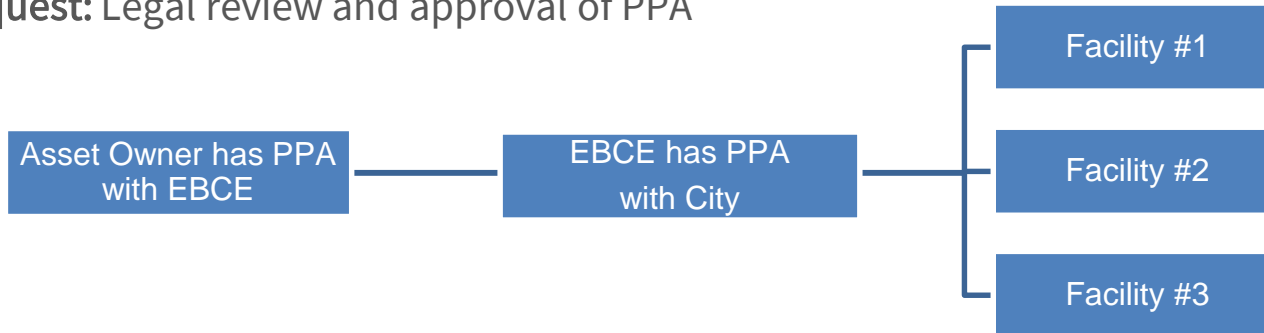 quest: Legal review and approval of PPA
Facility #1
Asset Owner has PPA
with EBCE
EBCE has PPA
with City
Facility #2
Facility #3